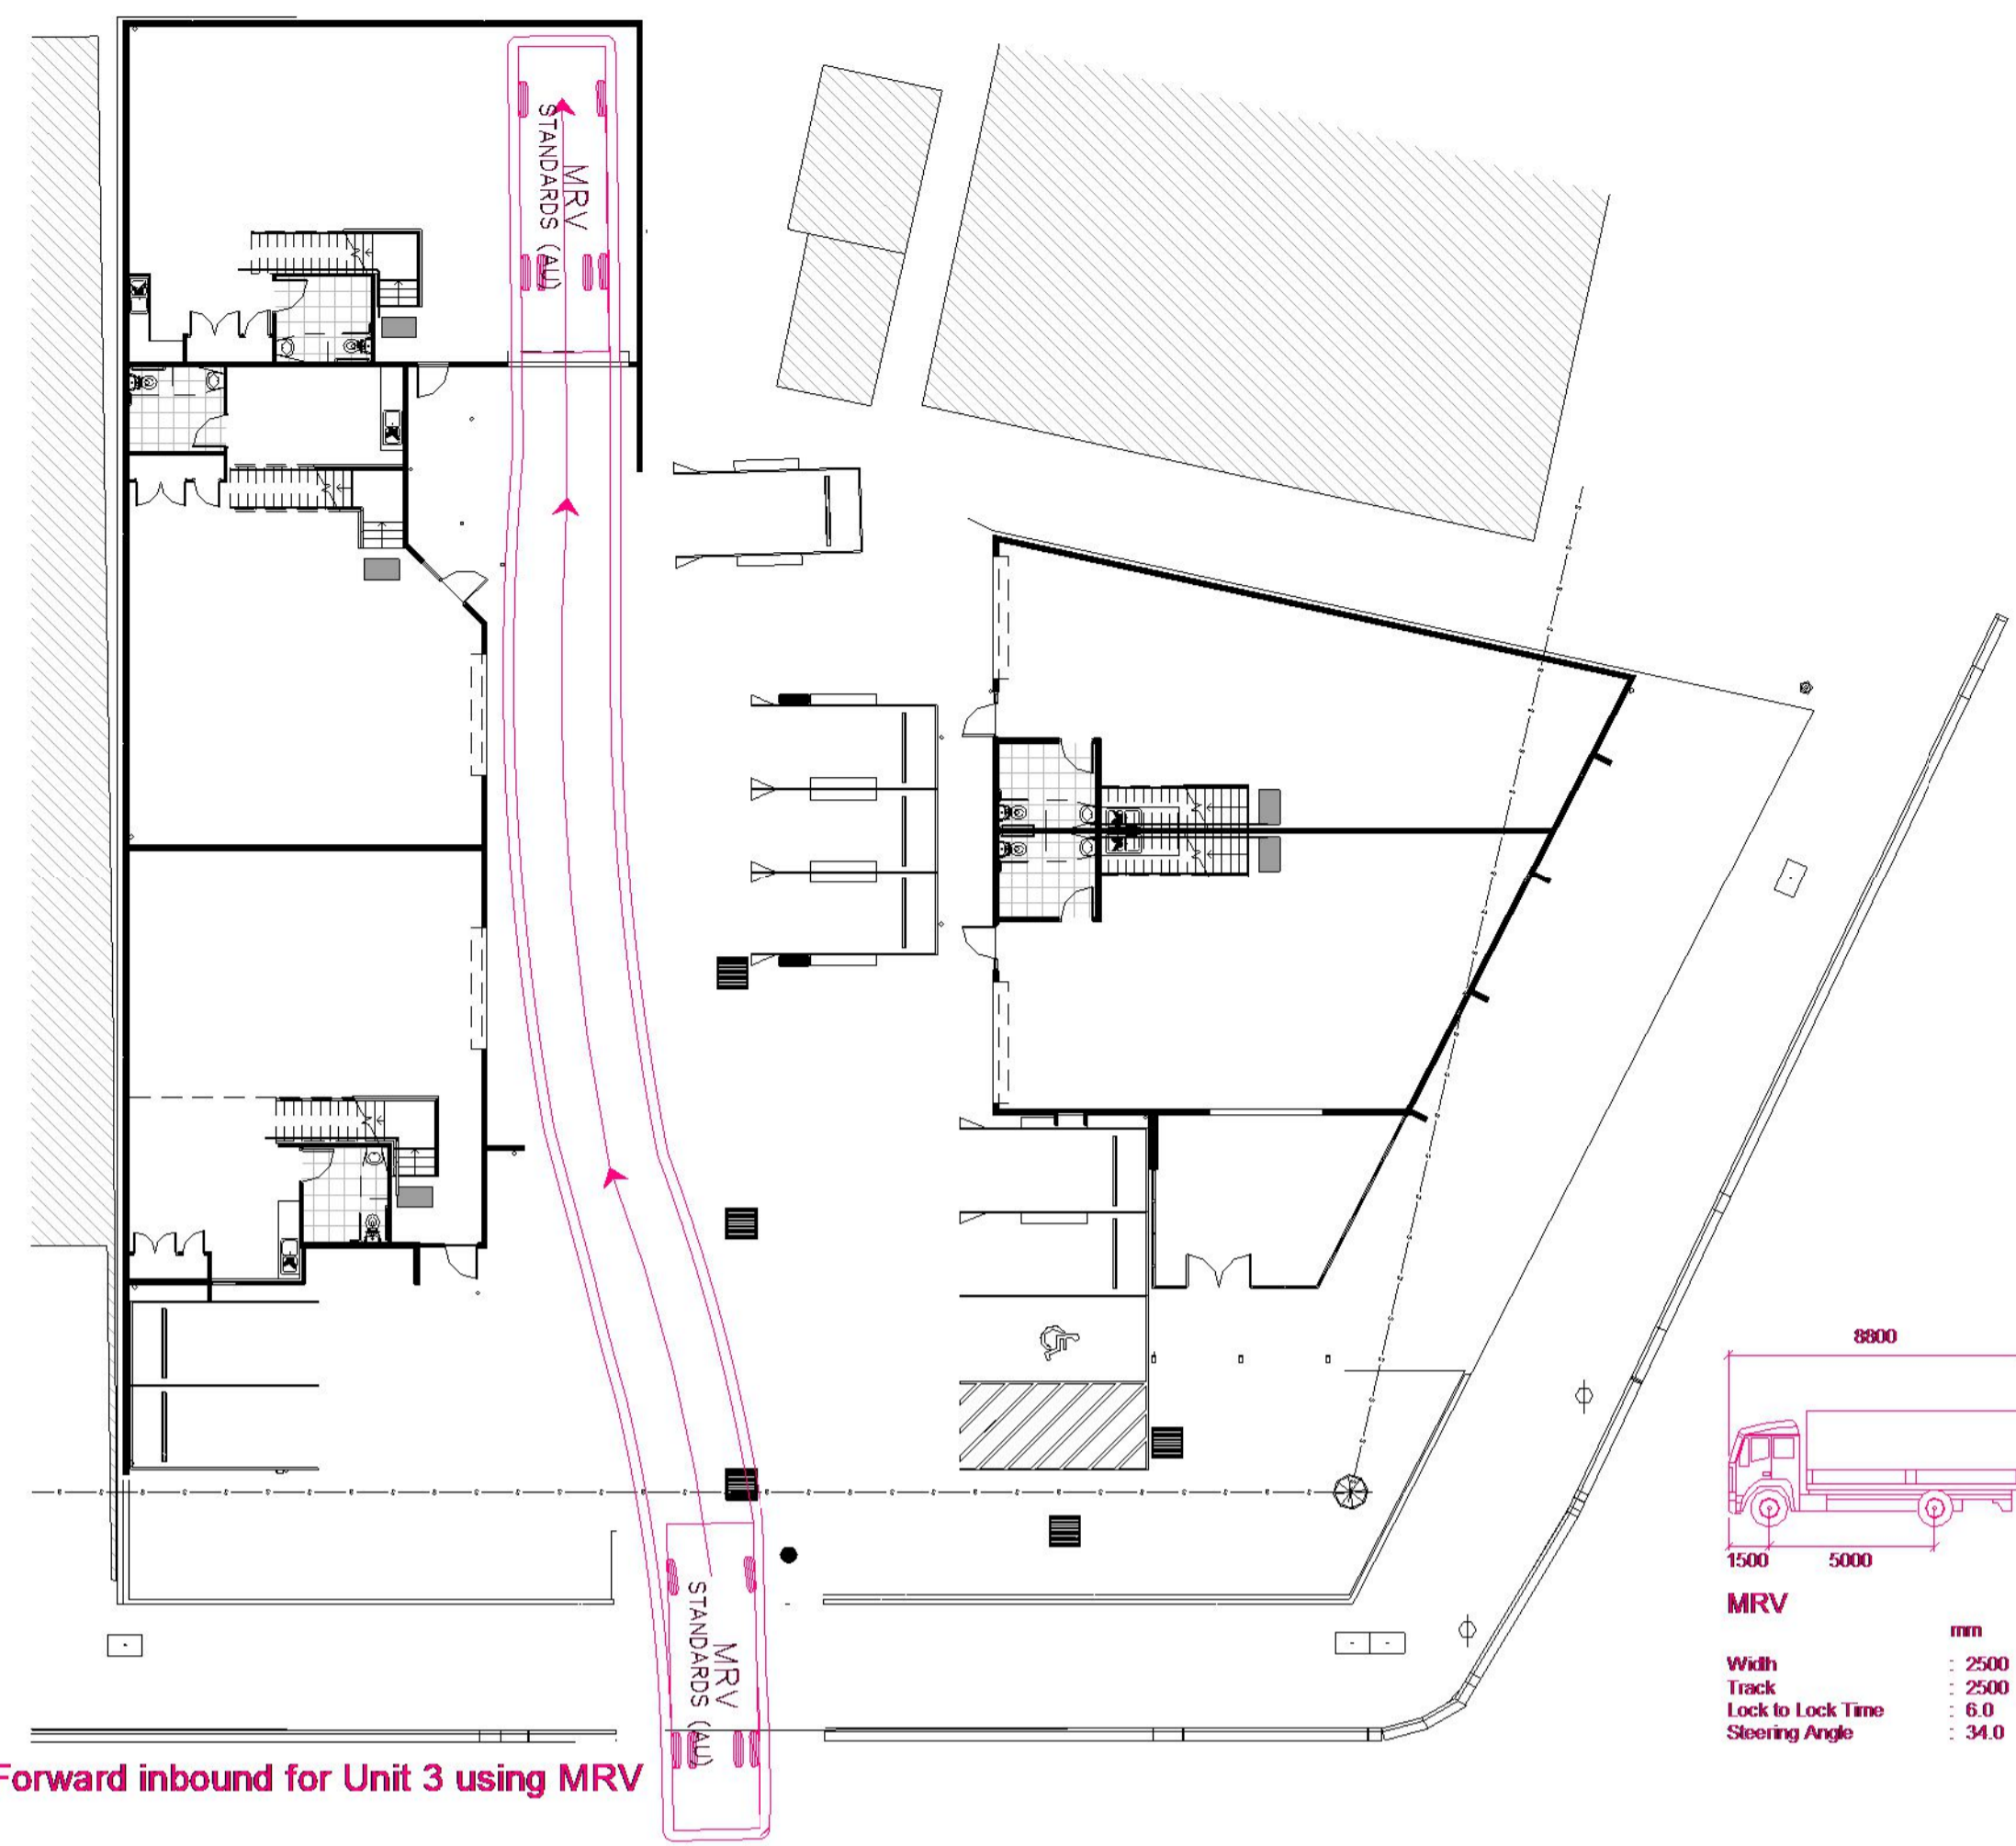 MRV
STANDARDS (AU)
8800
1500 5000
MRV
mm
Width : 2500
Track : 2500
Lock to Lock Time : 6.0
Steering Angle : 34.0
MRV
STANDARDS (AU)
Forward inbound for Unit 3 using MRV